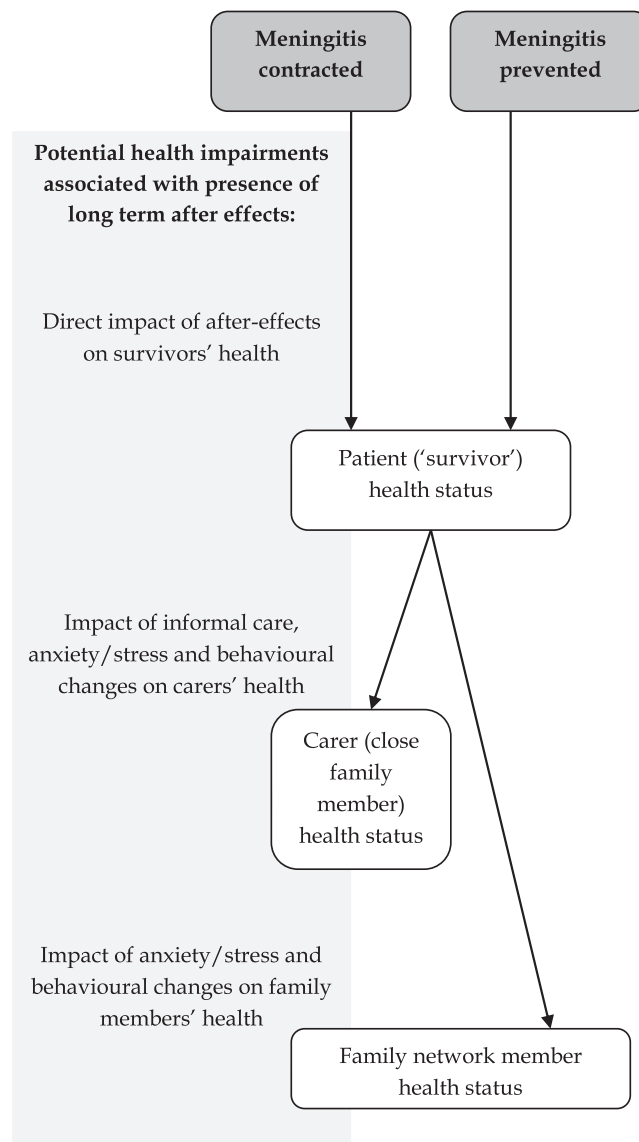 Meningitis
contracted
Meningitis
prevented
Potential health impairments
associated with presence of
long term after effects:
Direct impact of after-effects
on survivors’ health
Patient (‘survivor’)
health status
Impact of informal care,
anxiety/stress and behavioural
changes on carers’ health
Carer (close
family
member)
health status
Impact of anxiety/stress and
behavioural changes on family
members’ health
Family network member
health status